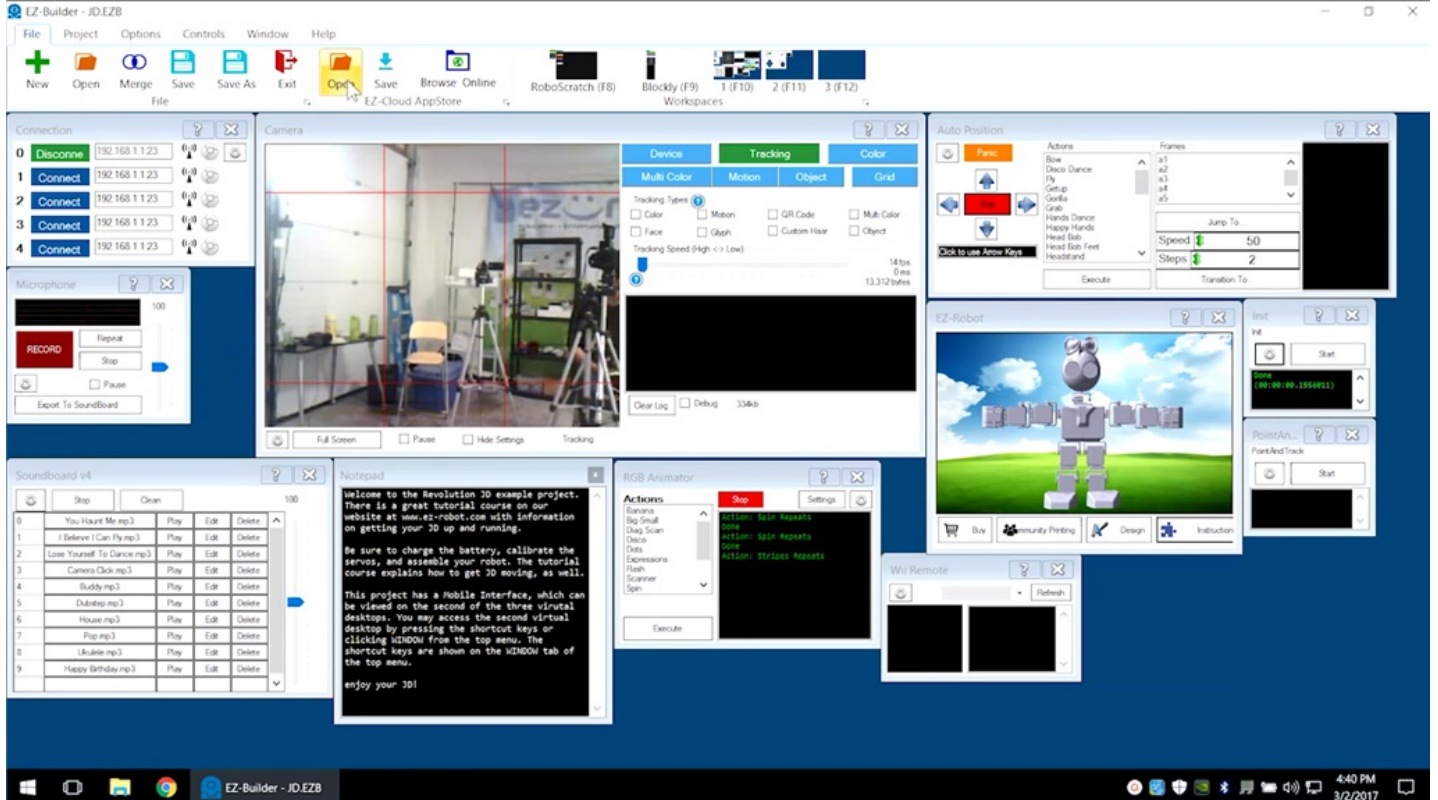 EZ-Builder - JD.EZB
File Project Options Controls Window Help
New Open Merge Save Save As Exit Open Save Browse Online RoboScratch (F8) Blockly (F9) 1 (F10) 2 (F11) 3 (F12)
File EZ-Cloud AppStore Workspaces
Connection
0 Disconne 192.168.1.1:23
1 Connect 192.168.1.1:23
2 Connect 192.168.1.1:23
3 Connect 192.168.1.1:23
4 Connect 192.168.1.1:23
Microphone
100
RECORD
Repeat
Stop
Pause
Export To SoundBoard
Camera
Device Tracking Color
Multi Color Motion Object Grid
Tracking Types
Color Motion QR Code Multi Color
Face Glyph Custom Haar Object
Tracking Speed (High <-> Low)
14 fps
0 ms
13,312 bytes
Clear Log Debug 334kb
Full Screen Pause Hide Settings Tracking
Auto Position
Panic
Stop
Click to use Arrow Keys
Actions
Bow
Disco Dance
Fly
Getup
Gorilla
Grab
Hands Dance
Happy Hands
Head Bob
Head Bob Feet
Headstand
Execute
Frames
a1
a2
a3
a4
a5
Jump To...
Speed 50
Steps 2
Transition To...
EZ-Robot
Buy
mmunity Printing
Design
Instruction
Init
Init
Start
Done
(00:00:00.1556011)
PointAn...
PointAndTrack
Start
Soundboard v4
Stop Clean 100
0 You Haunt Me.mp3 Play Edit Delete
1 I Believe I Can Fly.mp3 Play Edit Delete
2 Lose Yourself To Dance.mp3 Play Edit Delete
3 Camera Click.mp3 Play Edit Delete
4 Buddy.mp3 Play Edit Delete
5 Dubstep.mp3 Play Edit Delete
6 House.mp3 Play Edit Delete
7 Pop.mp3 Play Edit Delete
8 Ukulele.mp3 Play Edit Delete
9 Happy Birthday.mp3 Play Edit Delete
Notepad
Welcome to the Revolution JD example project.
There is a great tutorial course on our
website at www.ez-robot.com with information
on getting your JD up and running.
Be sure to charge the battery, calibrate the
servos, and assemble your robot. The tutorial
course explains how to get JD moving, as well.
This project has a Mobile Interface, which can
be viewed on the second of the three virutal
desktops. You may access the second virtual
desktop by pressing the shortcut keys or
clicking WINDOW from the top menu. The
shortcut keys are shown on the WINDOW tab of
the top menu.
enjoy your JD!
RGB Animator
Actions
Banana
Big-Small
Diag Scan
Disco
Dots
Expressions
Flash
Scanner
Spin
Execute
Stop Settings
Action: Spin Repeats
Done
Action: Spin Repeats
Done
Action: Stripes Repeats
Wii Remote
Refresh
EZ-Builder - JD.EZB
4:40 PM
3/2/2017